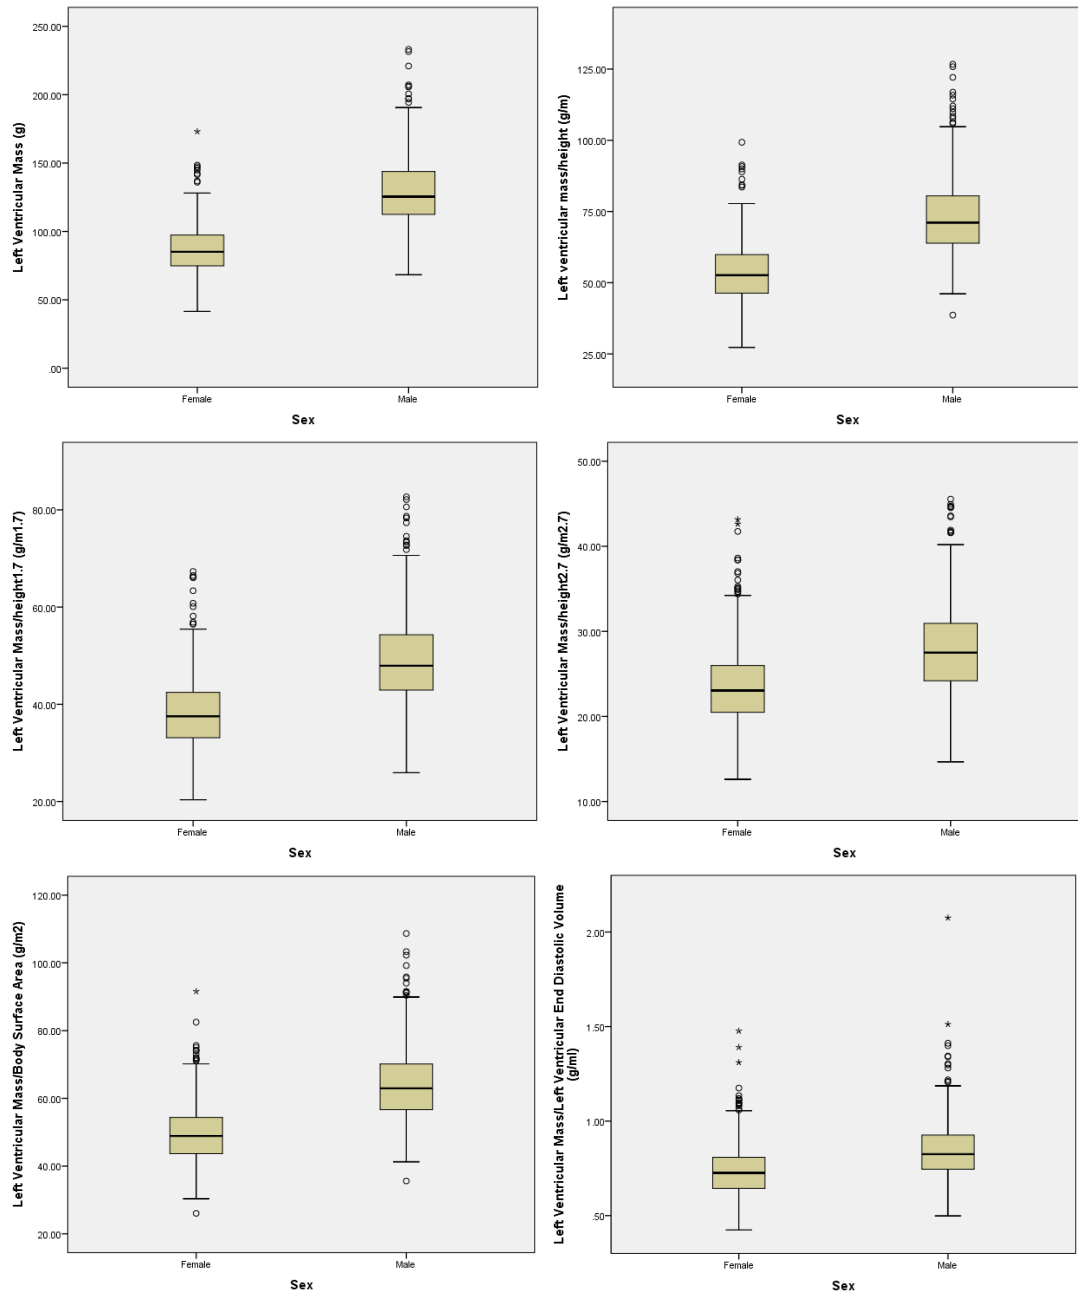 Left Ventricular Mass (g)
250.00
200.00
150.00
100.00
50.00
.00
Female
Male
Sex
Left ventricular mass/height (g/m)
125.00
100.00
75.00
50.00
25.00
Female
Male
Sex
Left Ventricular Mass/height1.7 (g/m1.7)
80.00
60.00
40.00
20.00
Female
Male
Sex
Left Ventricular Mass/height2.7 (g/m2.7)
50.00
40.00
30.00
20.00
10.00
Female
Male
Sex
Left Ventricular Mass/Body Surface Area (g/m2)
120.00
100.00
80.00
60.00
40.00
20.00
Female
Male
Sex
Left Ventricular Mass/Left Ventricular End Diastolic Volume
(g/ml)
2.00
1.50
1.00
.50
Female
Male
Sex